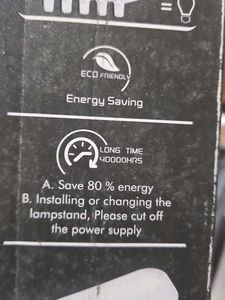 =
ECO FRIENDLY
Energy Saving
LONG TIME
40000HRS
A. Save 80 % energy
B. Installing or changing the
lampstand, Please cut off
the power supply